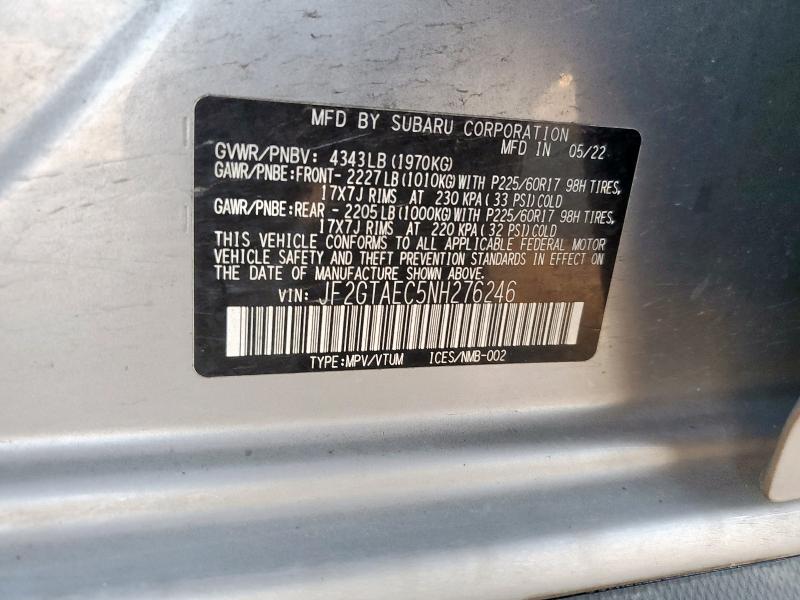 MFD BY SUBARU CORPORATION
MFD IN 05/22
GVWR/PNBV: 4343LB(1970KG)
GAWR/PNBE:FRONT- 2227LB(1010KG)WITH P225/60R17 98H TIRES,
17X7J RIMS AT 230 KPA( 33 PSI)COLD
GAWR/PNBE:REAR - 2205LB(1000KG)WITH P225/60R17 98H TIRES,
17X7J RIMS AT 220 KPA( 32 PSI)COLD
THIS VEHICLE CONFORMS TO ALL APPLICABLE FEDERAL MOTOR
VEHICLE SAFETY AND THEFT PREVENTION STANDARDS IN EFFECT
ON THE DATE OF MANUFACTURE SHOWN ABOVE.
VIN: JF2GTAEC5NH276246
TYPE:MPV/VTUM ICES/NMB-002